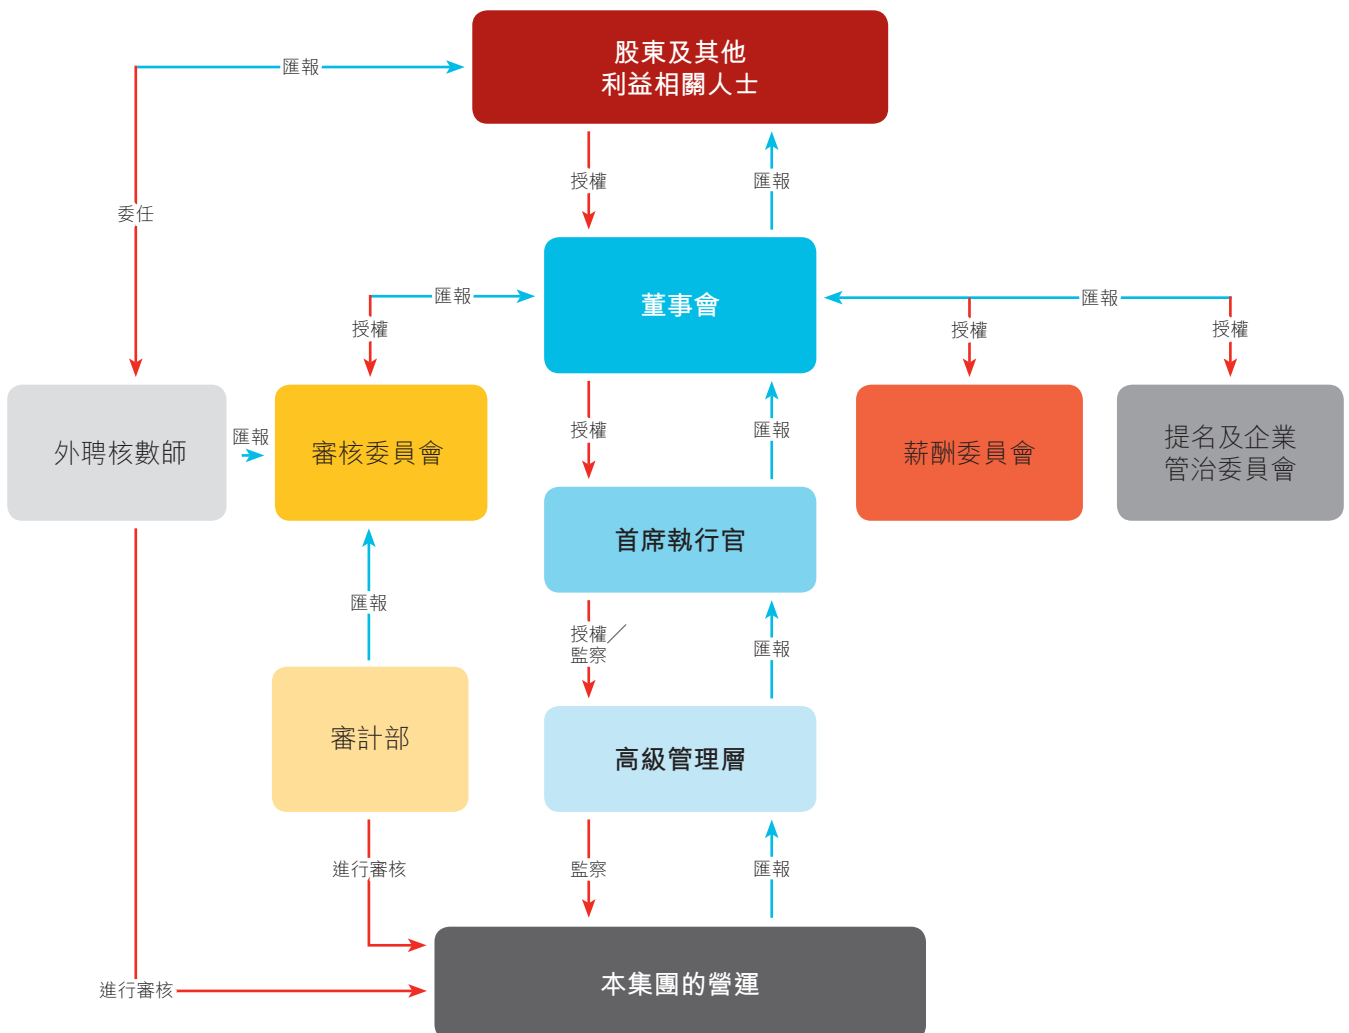 股東及其他
利益相關人士
匯報
委任
授權
匯報
董事會
匯報
授權
匯報
授權
授權
外聘核數師
匯報
審核委員會
授權
匯報
薪酬委員會
提名及企業
管治委員會
首席執行官
匯報
授權／
監察
匯報
審計部
高級管理層
進行審核
監察
匯報
進行審核
本集團的營運